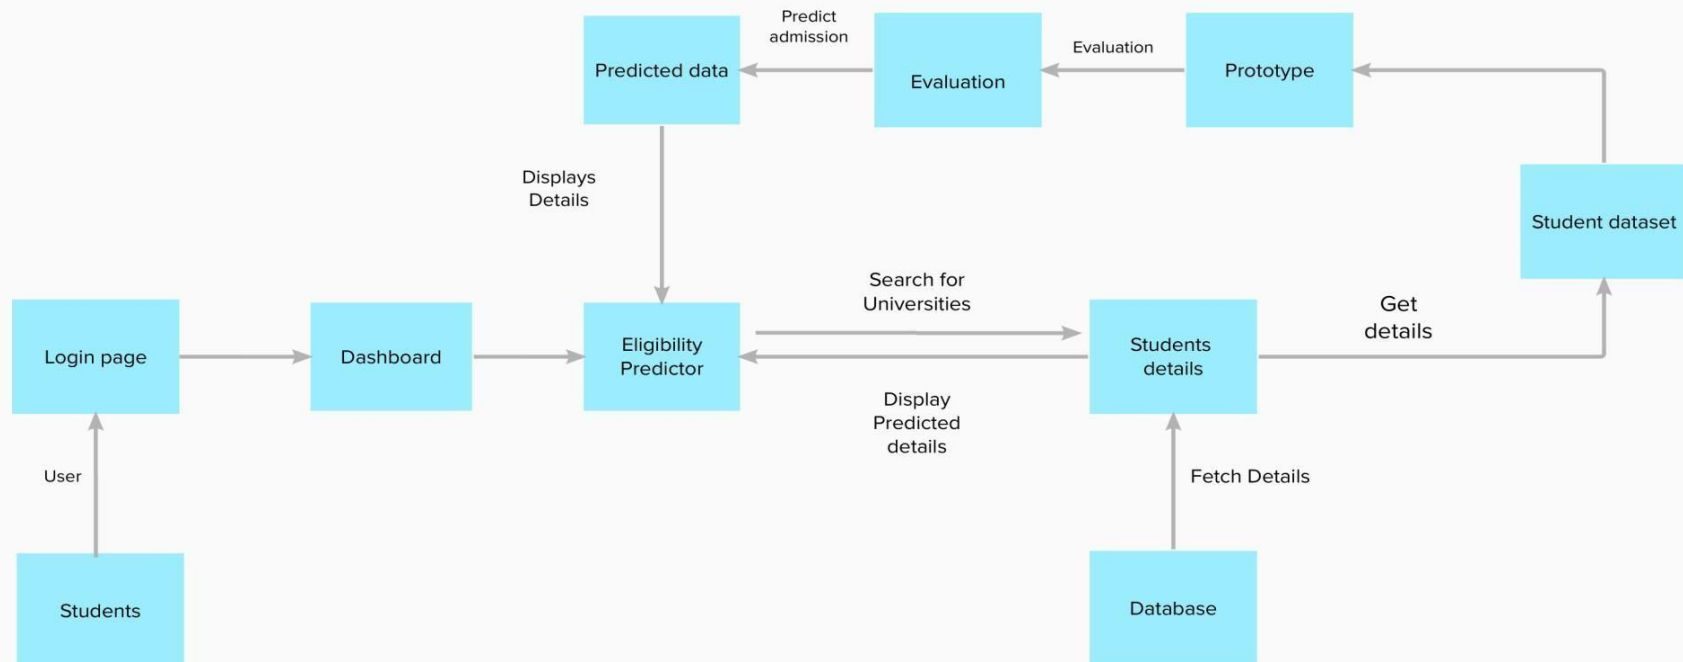 Predict
admission
Predicted data
Evaluation
Evaluation
Prototype
Displays
Details
Student dataset
Search for
Universities
Get
details
Login page
Dashboard
Eligibility
Predictor
Students
details
Display
Predicted
details
User
Fetch Details
Students
Database